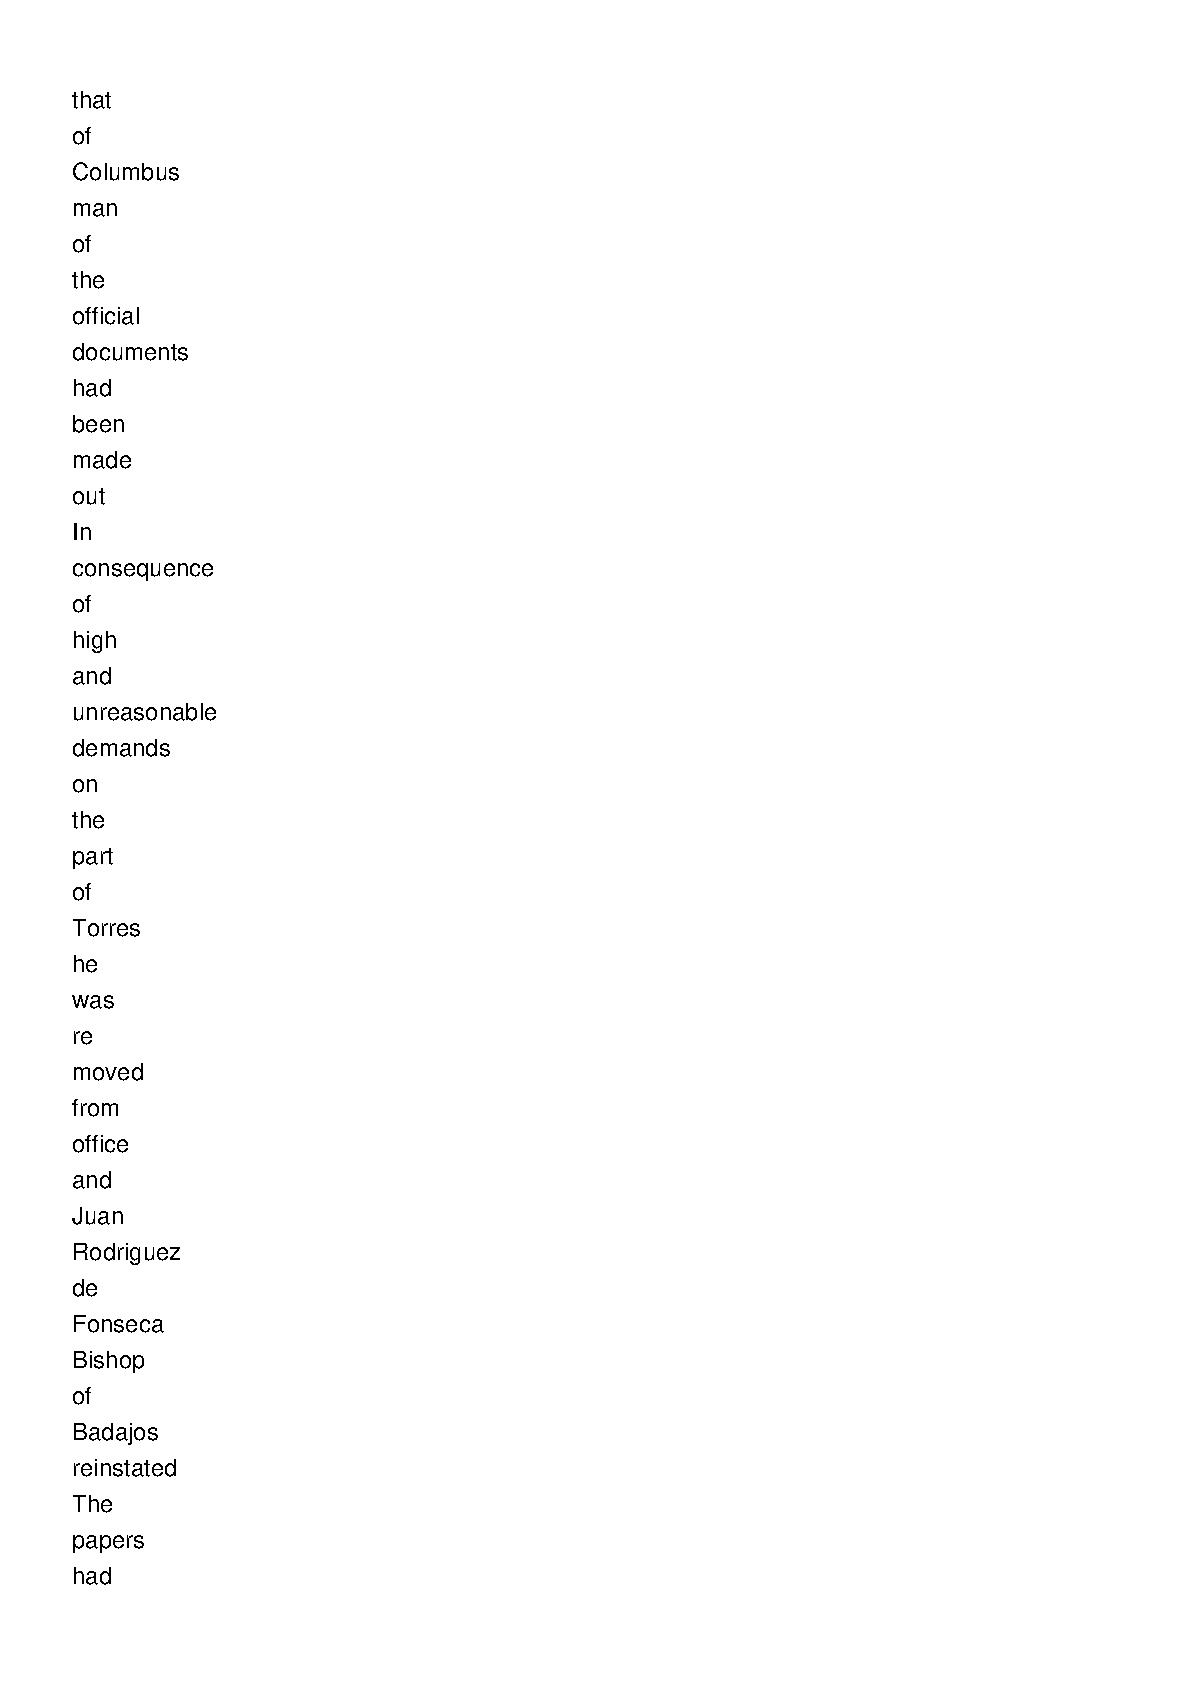 that
of
Columbus
man
of
the
official
documents
had
been
made
out
In
consequence
of
high
and
unreasonable
demands
on
the
part
of
Torres
he
was
re
moved
from
office
and
Juan
Rodriguez
de
Fonseca
Bishop
of
Badajos
reinstated
The
papers
had